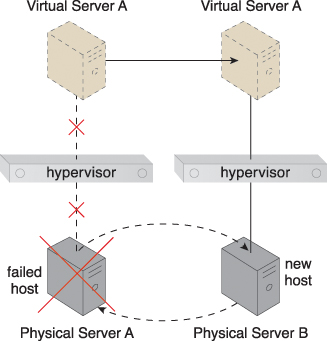 Virtual Server A
Virtual Server A
hypervisor
hypervisor
failed
host
new
host
Physical Server A
Physical Server B